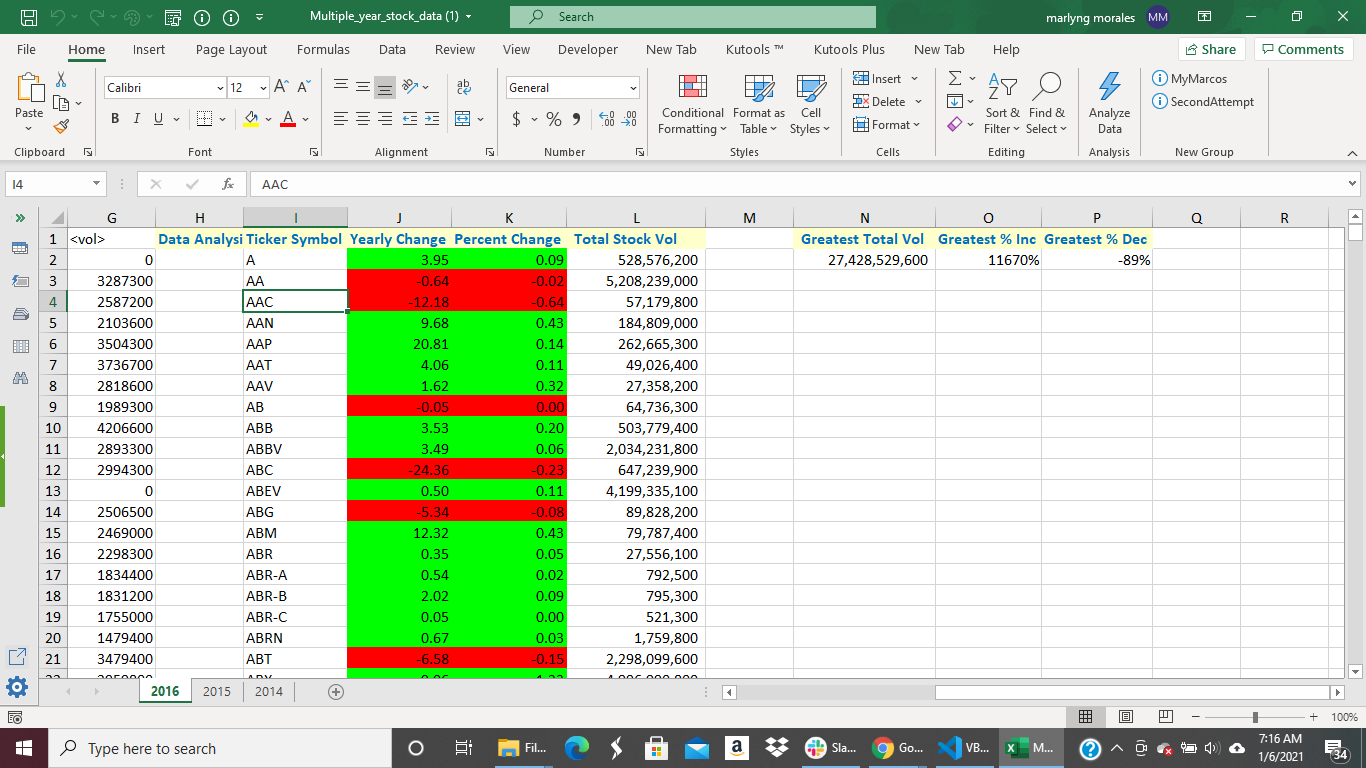 Multiple_year_stock_data (1)
Search
marlyng morales
MM
File Home Insert Page Layout Formulas Data Review View Developer New Tab Kutools ™ Kutools Plus New Tab Help
Share
Comments
Paste
Clipboard
Calibri
12
B I U
Font
ab
Alignment
General
$ % 9
Number
Conditional Formatting
Format as Table
Cell Styles
Styles
Insert
Delete
Format
Cells
Sort & Filter
Find & Select
Editing
Analyze Data
Analysis
MyMarcos
SecondAttempt
New Group
I4
fx
AAC
G H I J K L M N O P Q R
1 <vol> Data Analysi Ticker Symbol Yearly Change Percent Change Total Stock Vol Greatest Total Vol Greatest % Inc Greatest % Dec
2 0 A 3.95 0.09 528,576,200 27,428,529,600 11670% -89%
3 3287300 AA -0.64 -0.02 5,208,239,000
4 2587200 AAC -12.18 -0.64 57,179,800
5 2103600 AAN 9.68 0.43 184,809,000
6 3504300 AAP 20.81 0.14 262,665,300
7 3736700 AAT 4.06 0.11 49,026,400
8 2818600 AAV 1.62 0.32 27,358,200
9 1989300 AB -0.05 0.00 64,736,300
10 4206600 ABB 3.53 0.20 503,779,400
11 2893300 ABBV 3.49 0.06 2,034,231,800
12 2994300 ABC -24.36 -0.23 647,239,900
13 0 ABEV 0.50 0.11 4,199,335,100
14 2506500 ABG -5.34 -0.08 89,828,200
15 2469000 ABM 12.32 0.43 79,787,400
16 2298300 ABR 0.35 0.05 27,556,100
17 1834400 ABR-A 0.54 0.02 792,500
18 1831200 ABR-B 2.02 0.09 795,300
19 1755000 ABR-C 0.05 0.00 521,300
20 1479400 ABRN 0.67 0.03 1,759,800
21 3479400 ABT -6.58 -0.15 2,298,099,600
2016 2015 2014
100%
Type here to search
Fil...
Sla...
Go...
VB...
M...
7:16 AM
1/6/2021
34